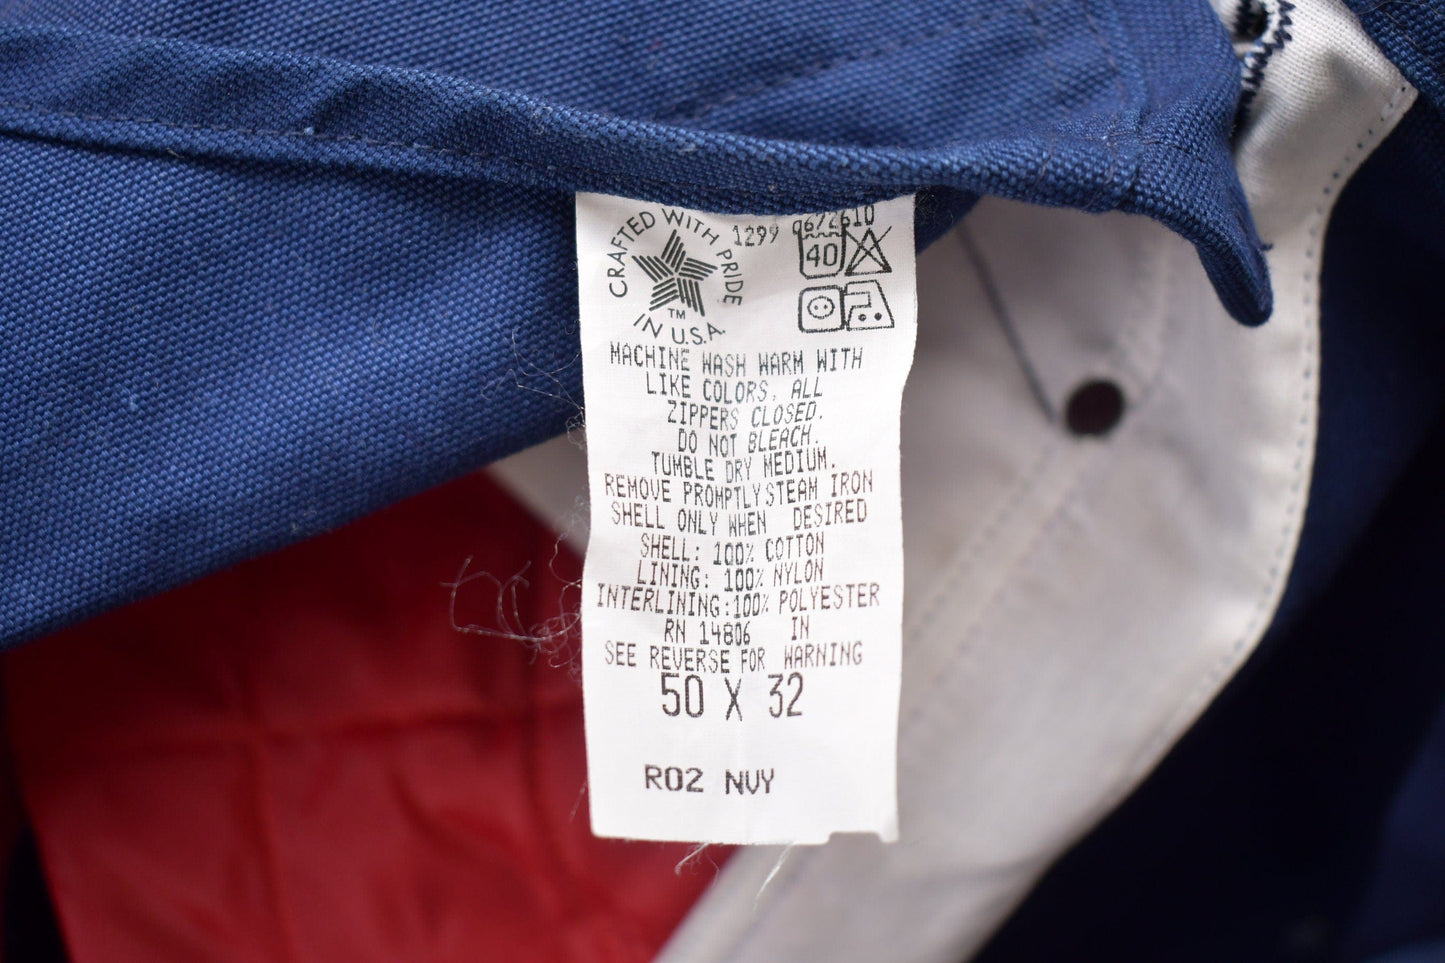 CRAFTED WITH PRIDE
TM
IN U.S.A.
1299 0672610
40
MACHINE WASH WARM WITH
LIKE COLORS, ALL
ZIPPERS CLOSED.
DO NOT BLEACH.
TUMBLE DRY MEDIUM.
REMOVE PROMPTLY STEAM IRON
SHELL ONLY WHEN DESIRED
SHELL: 100% COTTON
LINING: 100% NYLON
INTERLINING:100% POLYESTER
RN 14806 IN
SEE REVERSE FOR WARNING
50 X 32
R02 NVY